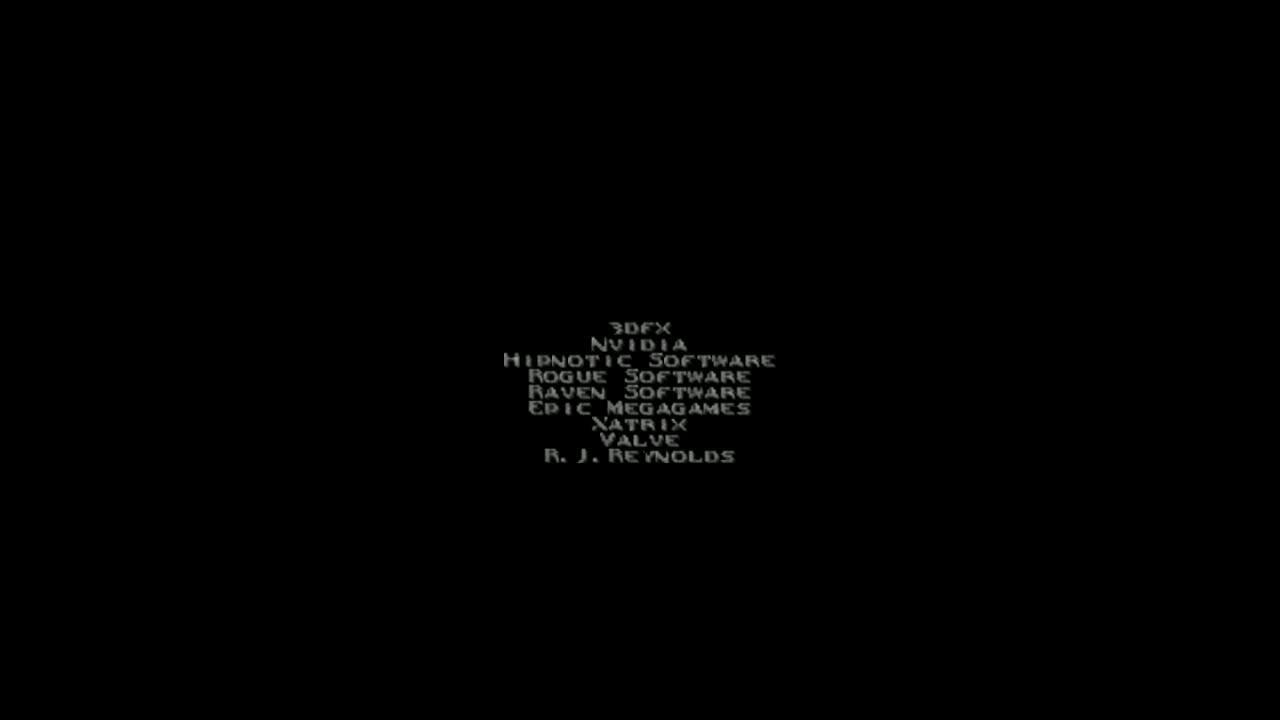 3DFX
Nvidia
Hipnotic Software
Rogue Software
Raven Software
Epic Megagames
Xatrix
Valve
R. J. Reynolds